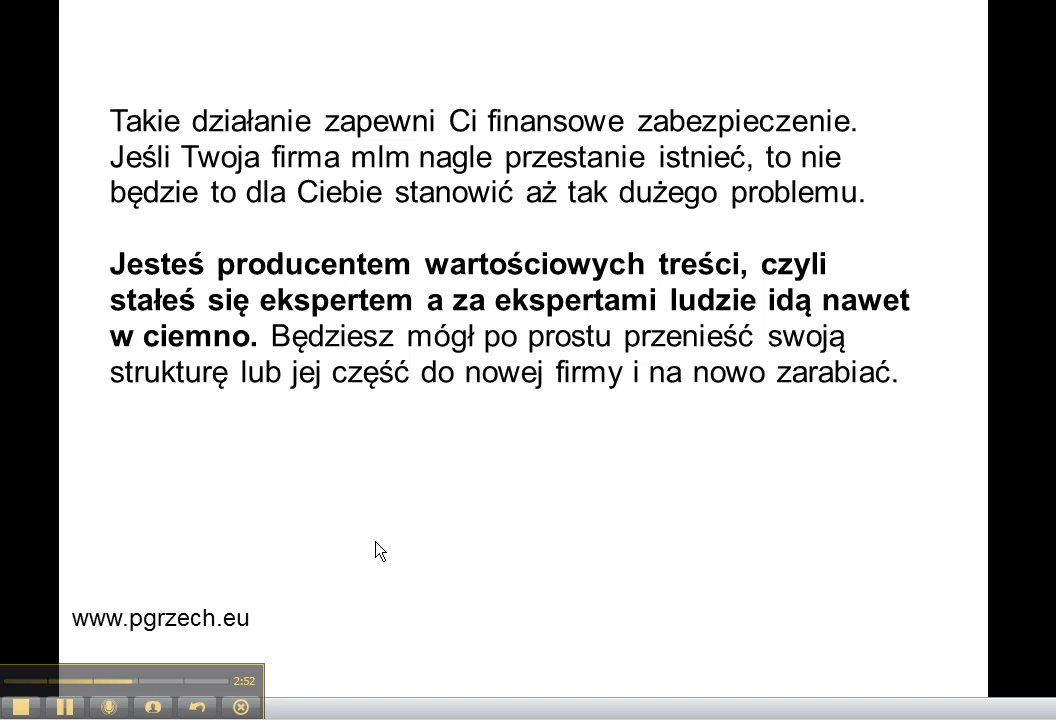 Takie działanie zapewni Ci finansowe zabezpieczenie.
Jeśli Twoja firma mlm nagle przestanie istnieć, to nie
będzie to dla Ciebie stanowić aż tak dużego problemu.
Jesteś producentem wartościowych treści, czyli
stałeś się ekspertem a za ekspertami ludzie idą nawet
w ciemno. Będziesz mógł po prostu przenieść swoją
strukturę lub jej część do nowej firmy i na nowo zarabiać.
www.pgrzech.eu
2:52